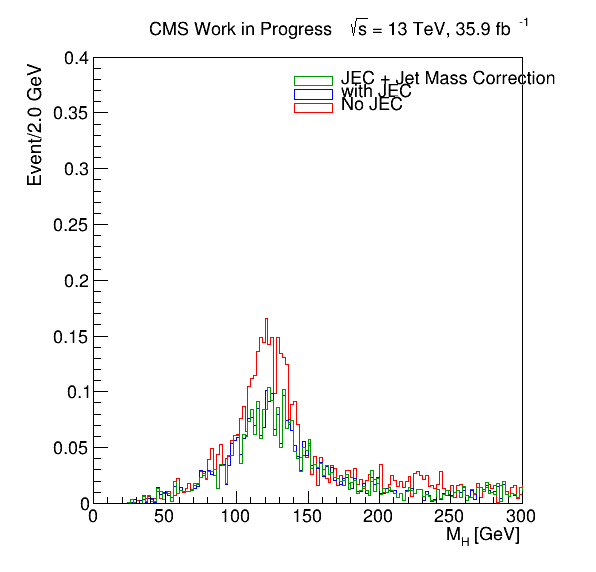 CMS Work in Progress √s = 13 TeV, 35.9 fb -1
Event/2.0 GeV
0.4
0.35
0.3
0.25
0.2
0.15
0.1
0.05
0
JEC + Jet Mass Correction
with JEC
No JEC
0 50 100 150 200 250 300
M_H [GeV]